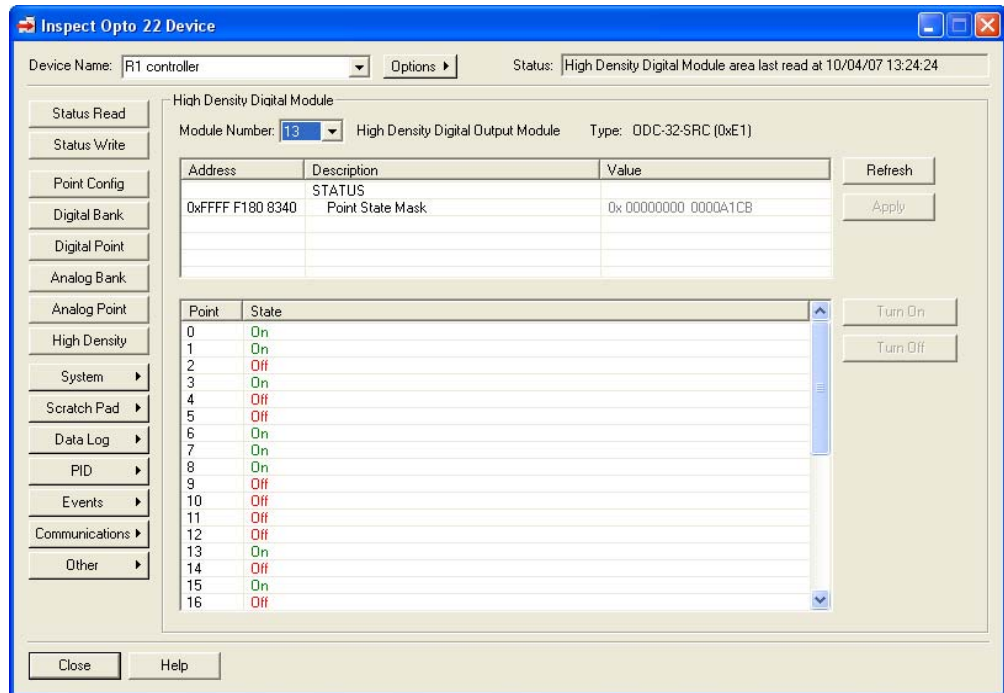 Inspect Opto 22 Device
Device Name: R1 controller Options Status: High Density Digital Module area last read at 10/04/07 13:24:24
Status Read
Status Write
Point Config
Digital Bank
Digital Point
Analog Bank
Analog Point
High Density
System
Scratch Pad
Data Log
PID
Events
Communications
Other
High Density Digital Module
Module Number: 13 High Density Digital Output Module Type: ODC-32-SRC (0xE1)
Address Description Value
STATUS
0xFFFF F180 8340 Point State Mask 0x 00000000 0000A1CB
Refresh
Apply
Point State
0 On
1 On
2 Off
3 On
4 Off
5 Off
6 On
7 On
8 On
9 Off
10 Off
11 Off
12 Off
13 On
14 Off
15 On
16 Off
Turn On
Turn Off
Close Help